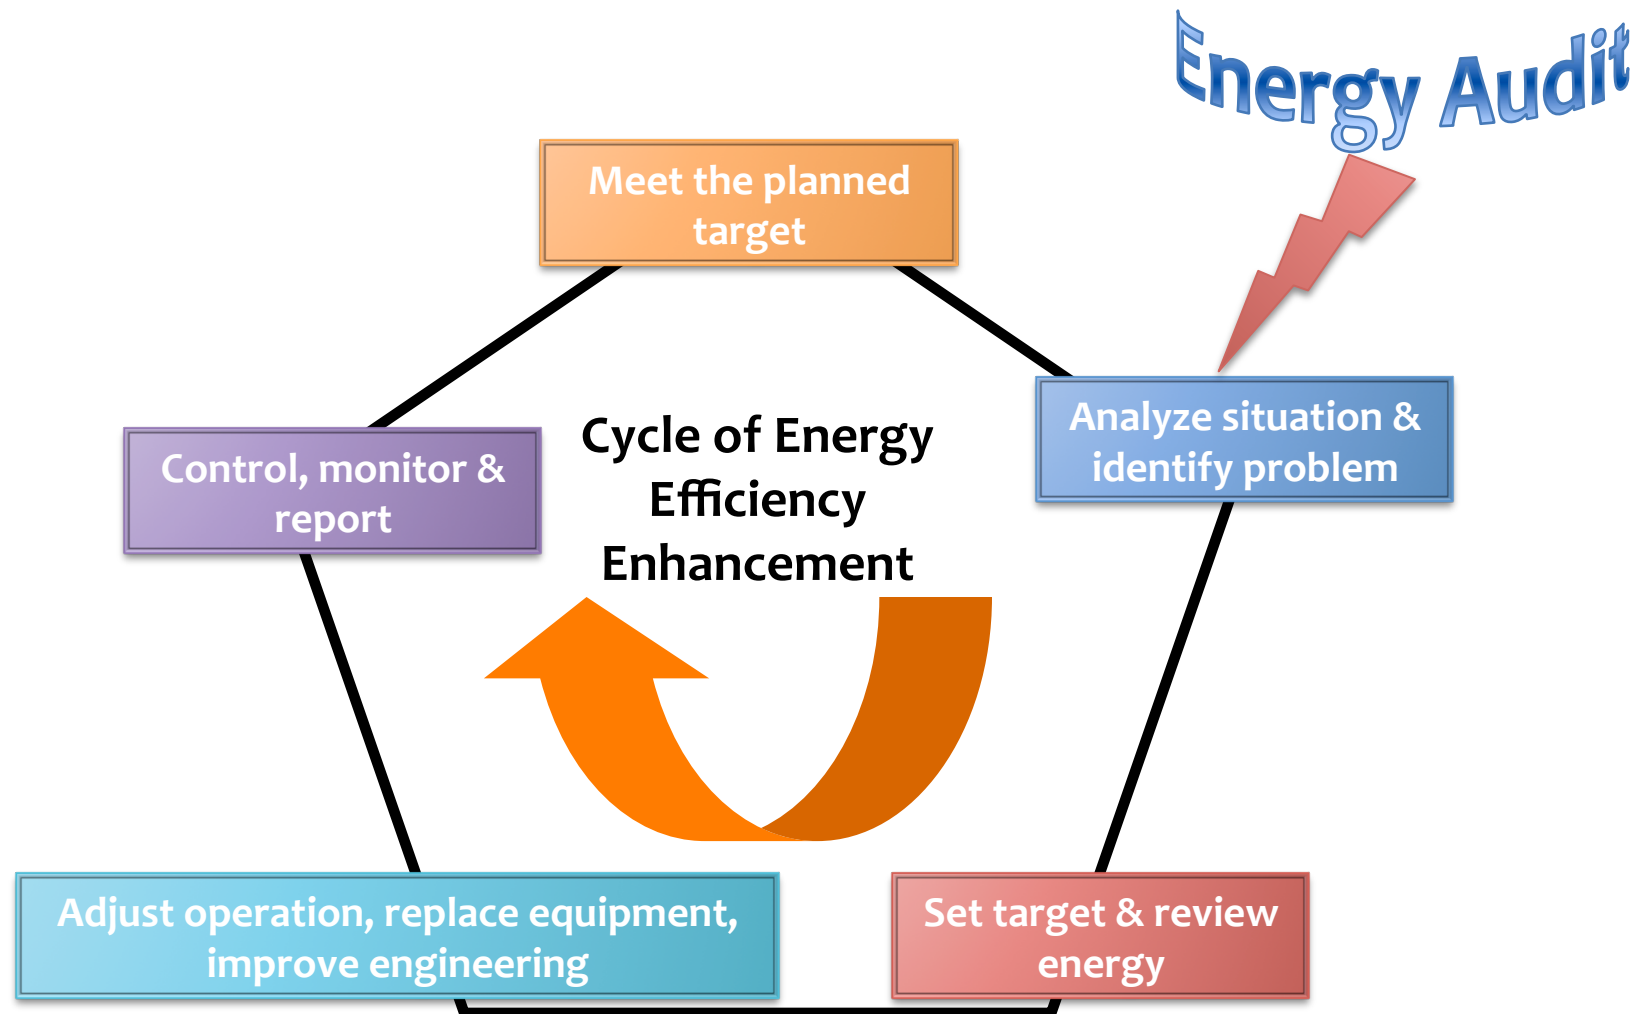 Energy Audit
Meet the planned
target
Analyze situation &
identify problem
Cycle of Energy
Efficiency
Enhancement
Control, monitor &
report
Adjust operation, replace equipment,
improve engineering
Set target & review
energy